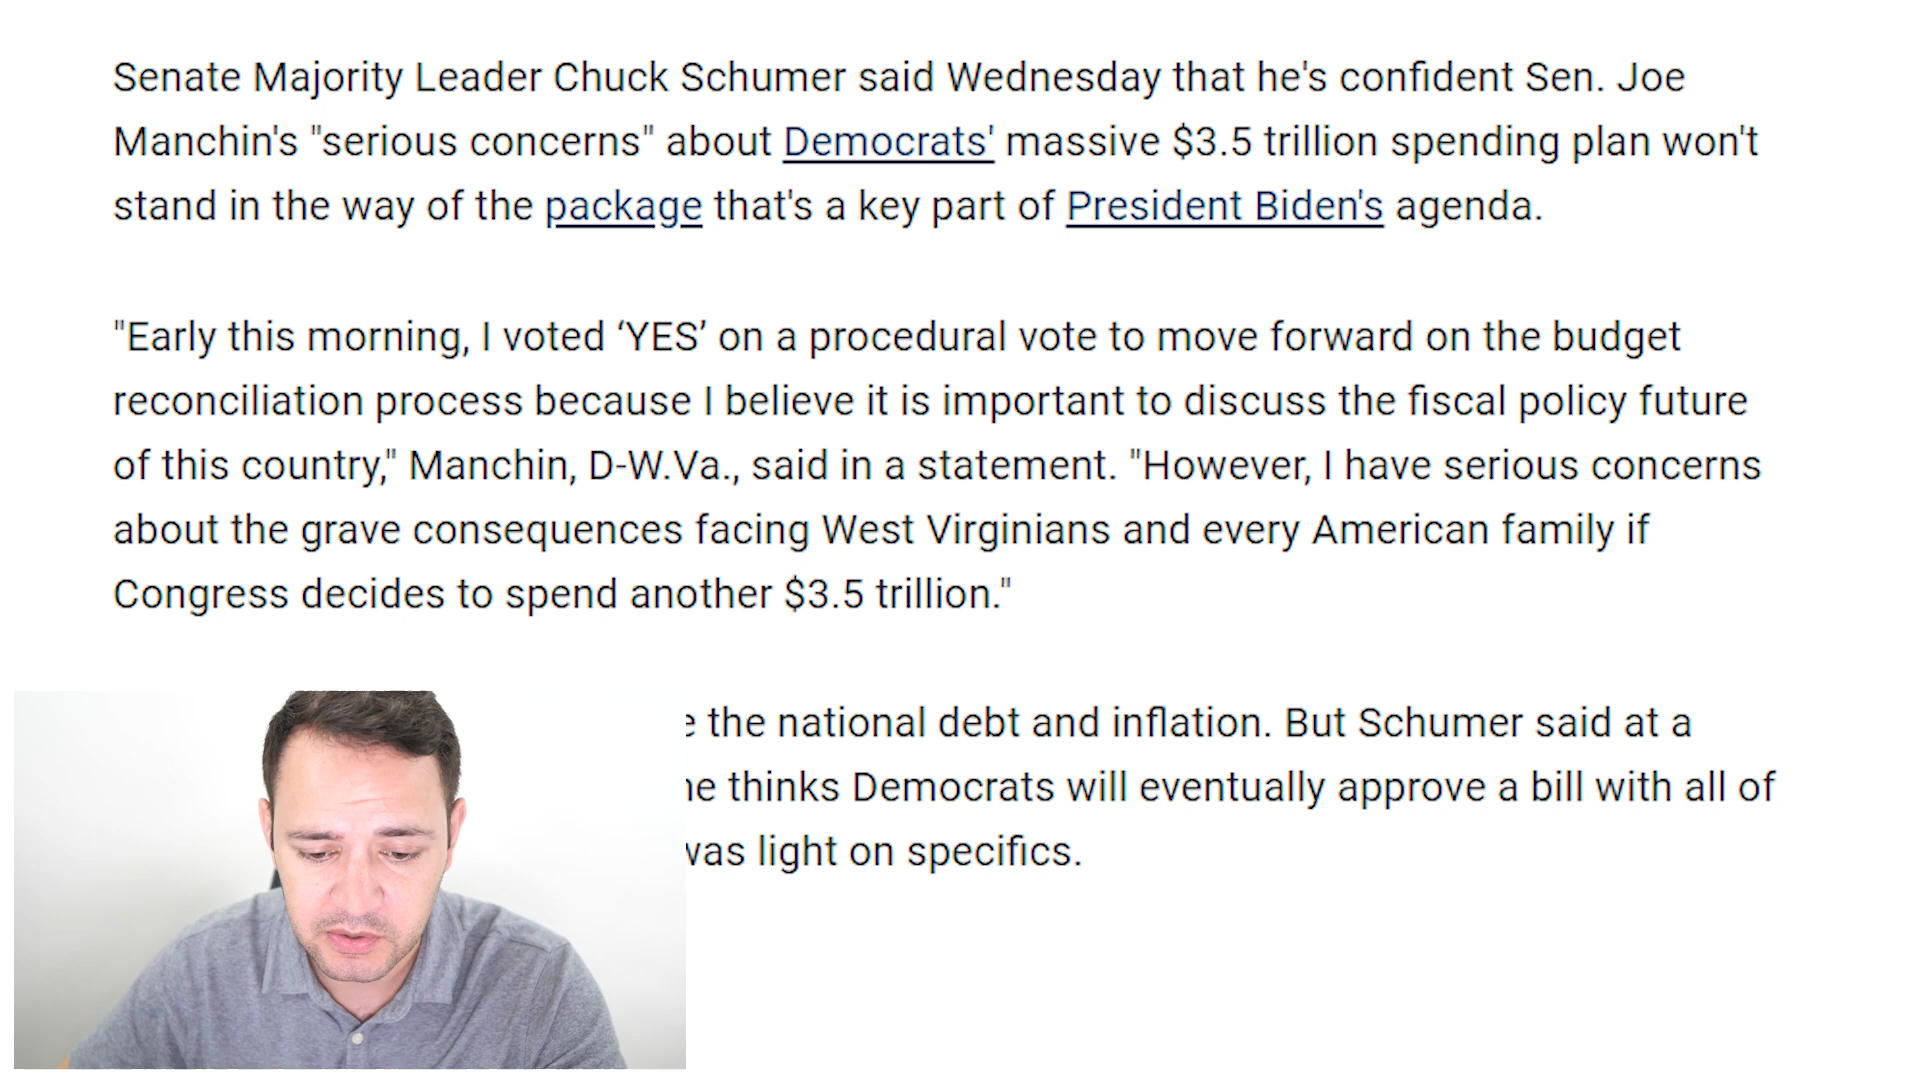 Senate Majority Leader Chuck Schumer said Wednesday that he's confident Sen. Joe
Manchin's "serious concerns" about Democrats' massive $3.5 trillion spending plan won't
stand in the way of the package that's a key part of President Biden's agenda.
"Early this morning, I voted ‘YES’ on a procedural vote to move forward on the budget
reconciliation process because I believe it is important to discuss the fiscal policy future
of this country," Manchin, D-W.Va., said in a statement. "However, I have serious concerns
about the grave consequences facing West Virginians and every American family if
Congress decides to spend another $3.5 trillion."
the national debt and inflation. But Schumer said at a
thinks Democrats will eventually approve a bill with all of
was light on specifics.